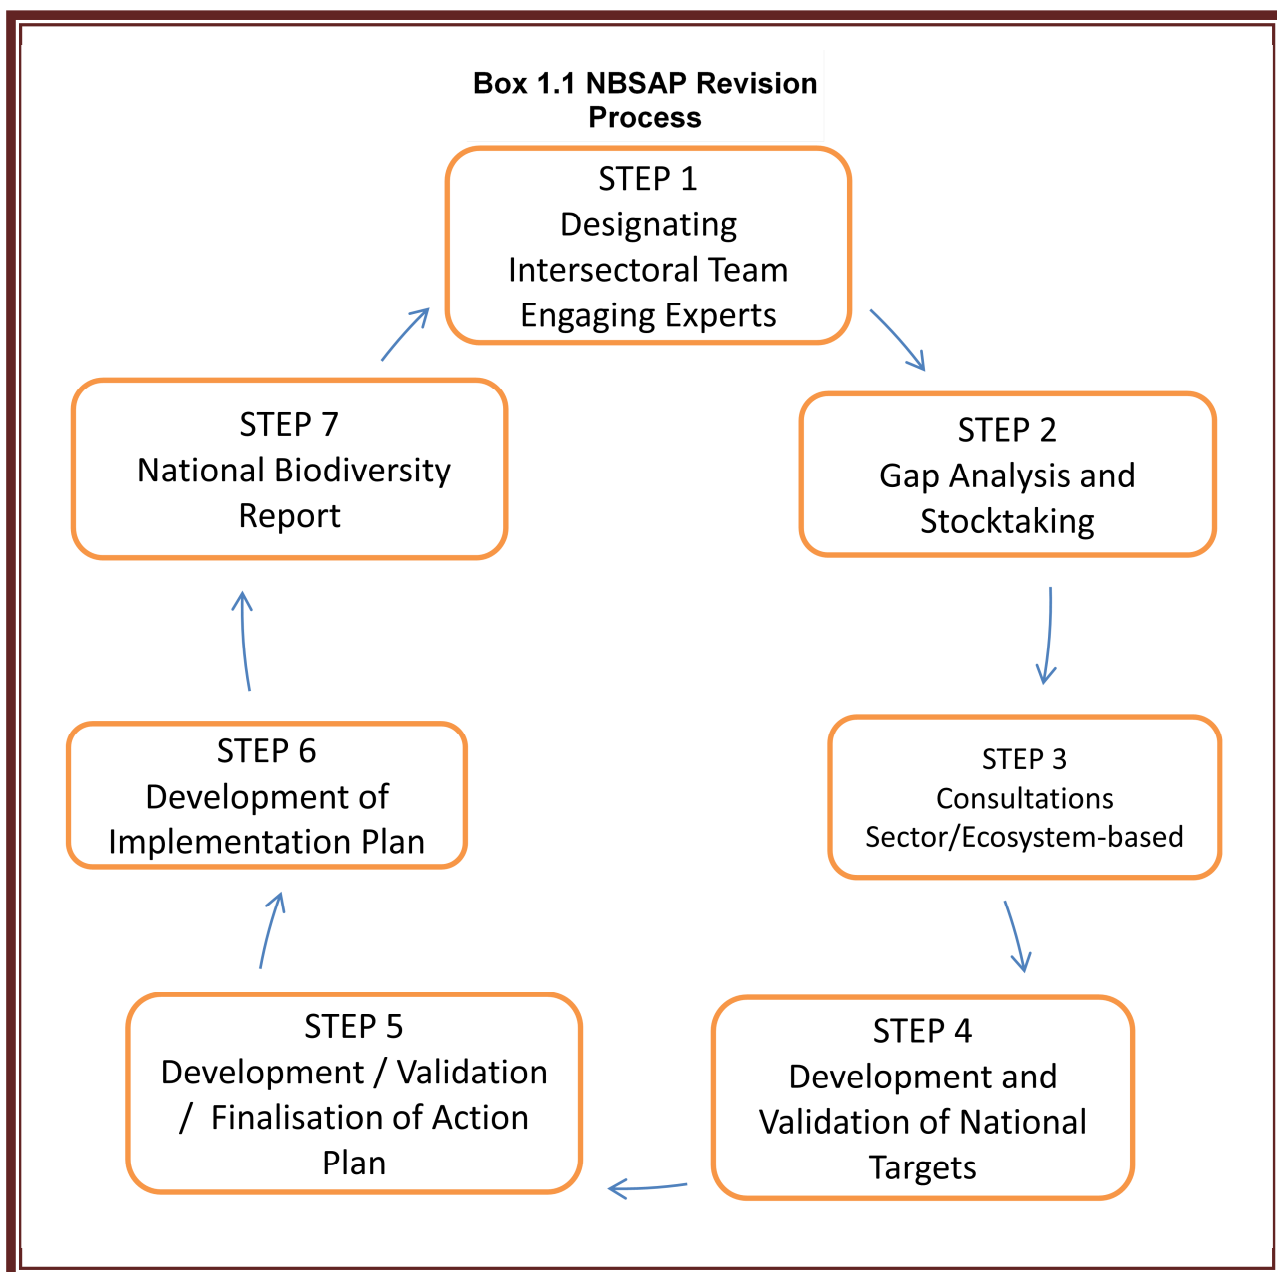 Box 1.1 NBSAP Revision
Process
STEP 1
Designating
Intersectoral Team
Engaging Experts
STEP 2
Gap Analysis and
Stocktaking
STEP 3
Consultations
Sector/Ecosystem-based
STEP 4
Development and
Validation of National
Targets
STEP 5
Development / Validation
/ Finalisation of Action
Plan
STEP 6
Development of
Implementation Plan
STEP 7
National Biodiversity
Report